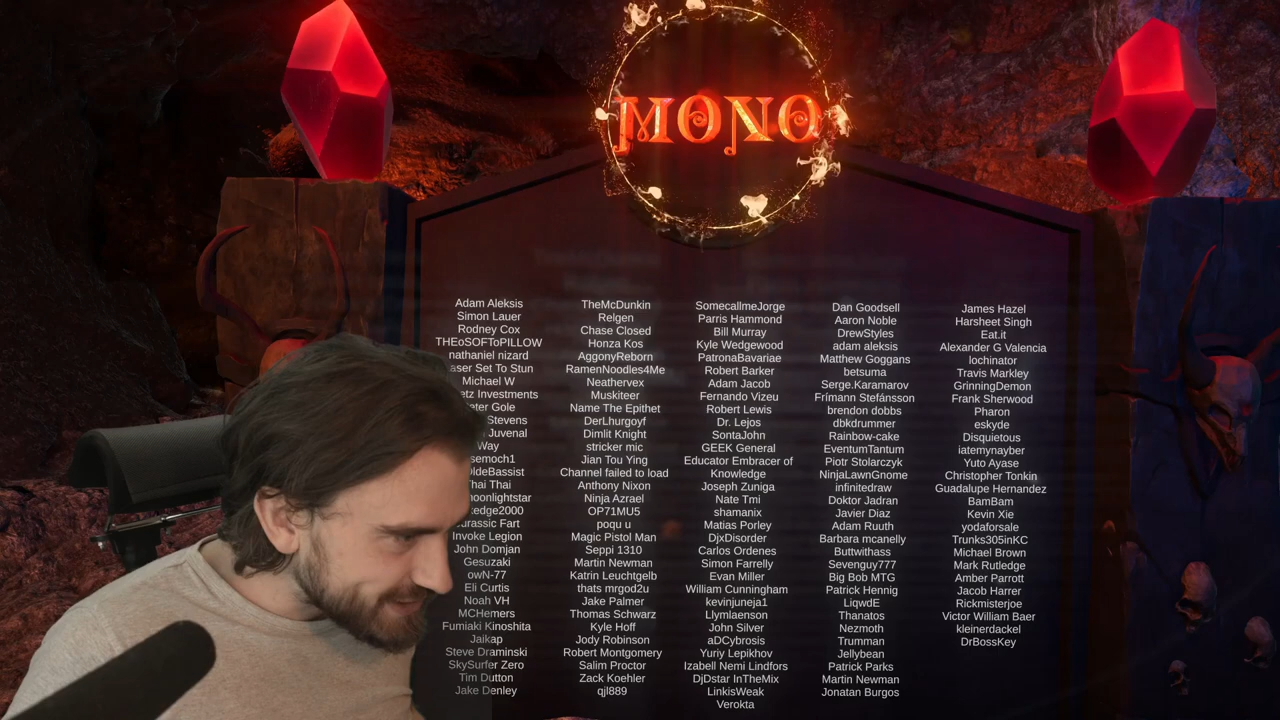 MONO
Adam Aleksis
Simon Lauer
Rodney Cox
THEoSOFToPILLOW
nathaniel nizard
Set To Stun
Michael W
Investments
Gole
Stevens
Juvenal
Way
Thai
Fart
Invoke Legion
John Domjan
Gesuzaki
owN-77
Eli Curtis
Noah VH
MCHemers
Fumiaki Kinoshita
Jaikap
Steve Draminski
SkySurfer Zero
Tim Dutton
Jake Denley
TheMcDunkin
Relgen
Chase Closed
Honza Kos
AggonyReborn
RamenNoodles4Me
Neathervex
Muskiteer
Name The Epithet
DerLhurgoyf
Dimlit Knight
stricker mic
Jian Tou Ying
Channel failed to load
Anthony Nixon
Ninja Azrael
OP71MU5
poqu u
Magic Pistol Man
Seppi 1310
Martin Newman
Katrin Leuchtgelb
thats mrgod2u
Jake Palmer
Thomas Schwarz
Kyle Hoff
Jody Robinson
Robert Montgomery
Salim Proctor
Zack Koehler
qjl889
SomecallmeJorge
Parris Hammond
Bill Murray
Kyle Wedgewood
PatronaBavariae
Robert Barker
Adam Jacob
Fernando Vizeu
Robert Lewis
Dr. Lejos
SontaJohn
GEEK General
Educator Embracer of
Knowledge
Joseph Zuniga
Nate Tmi
shamanix
Matias Porley
DjxDisorder
Carlos Ordenes
Simon Farrelly
Evan Miller
William Cunningham
kevinjuneja1
Llymlaenson
John Silver
aDCybrosis
Yuriy Lepikhov
Izabell Nemi Lindfors
DjDstar InTheMix
LinkisWeak
Verokta
Dan Goodsell
Aaron Noble
DrewStyles
adam aleksis
Matthew Goggans
betsuma
Serge.Karamarov
Frímann Stefánsson
brendon dobbs
dbkdrummer
Rainbow-cake
EventumTantum
Piotr Stolarczyk
NinjaLawnGnome
infinitedraw
Doktor Jadran
Javier Diaz
Adam Ruuth
Barbara mcanelly
Buttwithass
Sevenguy777
Big Bob MTG
Patrick Hennig
LiqwdE
Thanatos
Nezmoth
Trumman
Jellybean
Patrick Parks
Martin Newman
Jonatan Burgos
James Hazel
Harsheet Singh
Eat.it
Alexander G Valencia
lochinator
Travis Markley
GrinningDemon
Frank Sherwood
Pharon
eskyde
Disquietous
iatemynayber
Yuto Ayase
Christopher Tonkin
Guadalupe Hernandez
BamBam
Kevin Xie
yodaforsale
Trunks305inKC
Michael Brown
Mark Rutledge
Amber Parrott
Jacob Harrer
Rickmisterjoe
Victor William Baer
kleinerdackel
DrBossKey